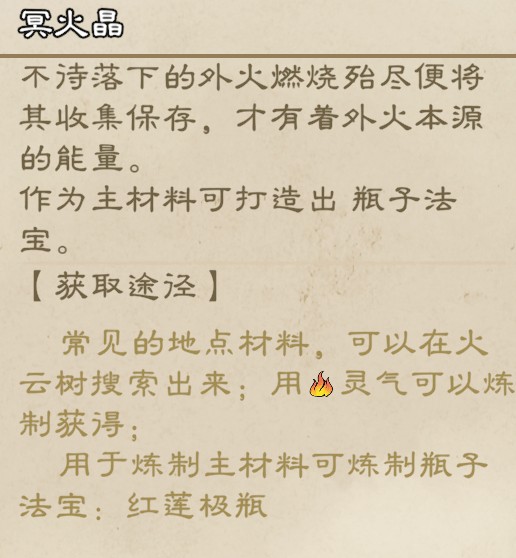 冥火晶
不待落下的外火燃烧殆尽便将
其收集保存，才有着外火本源
的能量。
作为主材料可打造出 瓶子法
宝。
【获取途径】
常见的地点材料，可以在火
云树搜索出来；用灵气可以炼
制获得；
用于炼制主材料可炼制瓶子
法宝：红莲极瓶